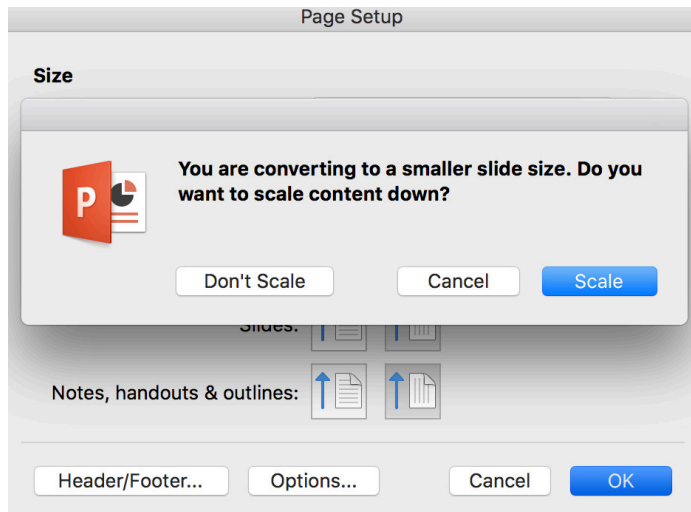 Page Setup
Size
P
You are converting to a smaller slide size. Do you
want to scale content down?
Don't Scale
Cancel
Scale
Slides:
Notes, handouts & outlines:
Header/Footer...
Options...
Cancel
OK